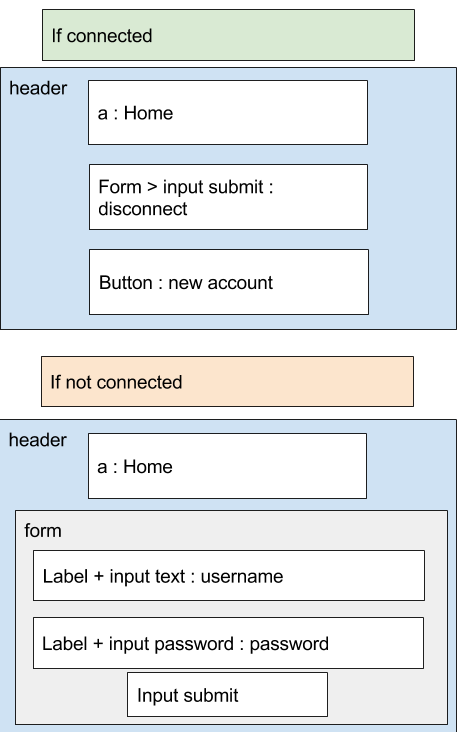 If connected
header
a : Home
Form > input submit :
disconnect
Button : new account
If not connected
header
a : Home
form
Label + input text : username
Label + input password : password
Input submit